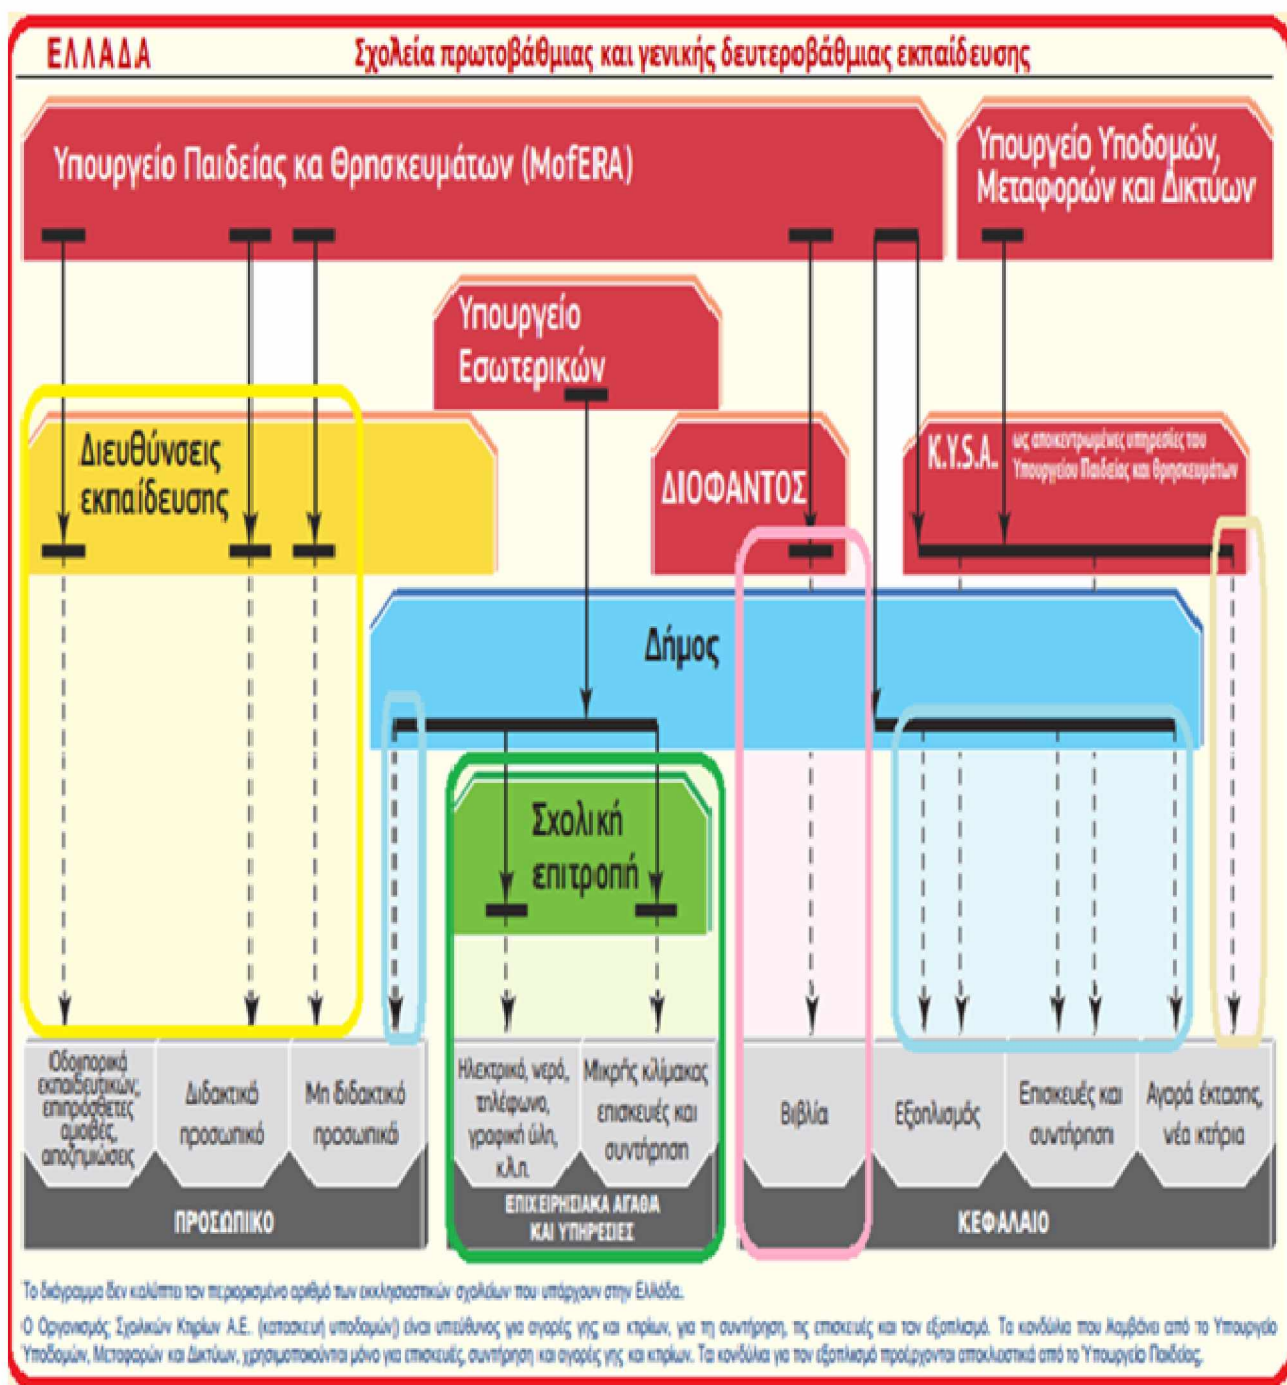 ΕΛΛΑΔΑ
Σχολεία πρωτοβάθμιας και γενικής δευτεροβάθμιας εκπαίδευσης
Υπουργείο Παιδείας κα Θρησκευμάτων (MofERA)
Υπουργείο Υποδομών,
Μεταφορών και Δικτύων
Υπουργείο
Εσωτερικών
Διευθύνσεις
εκπαίδευσης
ΔΙΟΦΑΝΤΟΣ
K.Y.S.A.
ως αποκεντρωμένες υπηρεσίες του
Υπουργείου Παιδείας και Θρησκευμάτων
Δήμος
Σχολική
επιτροπή
Οδοιπορικά
εκπαιδευτικών,
επιπρόσθετες
αμοιβές,
αποζημιώσεις
Διδακτικό
προσωπικό
Μη διδακτικό
προσωπικό
Ηλεκτρικό, νερό,
τηλέφωνο,
γραφική ύλη,
κ.λ.π.
Μικρής κλίμακας
επισκευές και
συντήρηση
Βιβλία
Εξοπλισμός
Επισκευές και
συντήρηση
Αγορά έκτασης,
νέα κτήρια
ΠΡΟΣΩΠΙΚΟ
ΕΠΙΧΕΙΡΗΣΙΑΚΑ ΑΓΑΘΑ
ΚΑΙ ΥΠΗΡΕΣΙΕΣ
ΚΕΦΑΛΑΙΟ
Το διάγραμμα δεν καλύπτει τον περιορισμένο αριθμό των εκκλησιαστικών σχολείων που υπάρχουν στην Ελλάδα.
Ο Οργανισμός Σχολικών Κτιρίων Α.Ε. (κατασκευή υποδομών) είναι υπεύθυνος για αγορές γης και κτιρίων, για τη συντήρηση, τις επισκευές και τον εξοπλισμό. Τα κονδύλια που λαμβάνει από το Υπουργείο
Υποδομών, Μεταφορών και Δικτύων, χρησιμοποιούνται μόνο για επισκευές, συντήρηση και αγορές γης και κτιρίων. Τα κονδύλια για τον εξοπλισμό προέρχονται αποκλειστικά από το Υπουργείο Παιδείας.